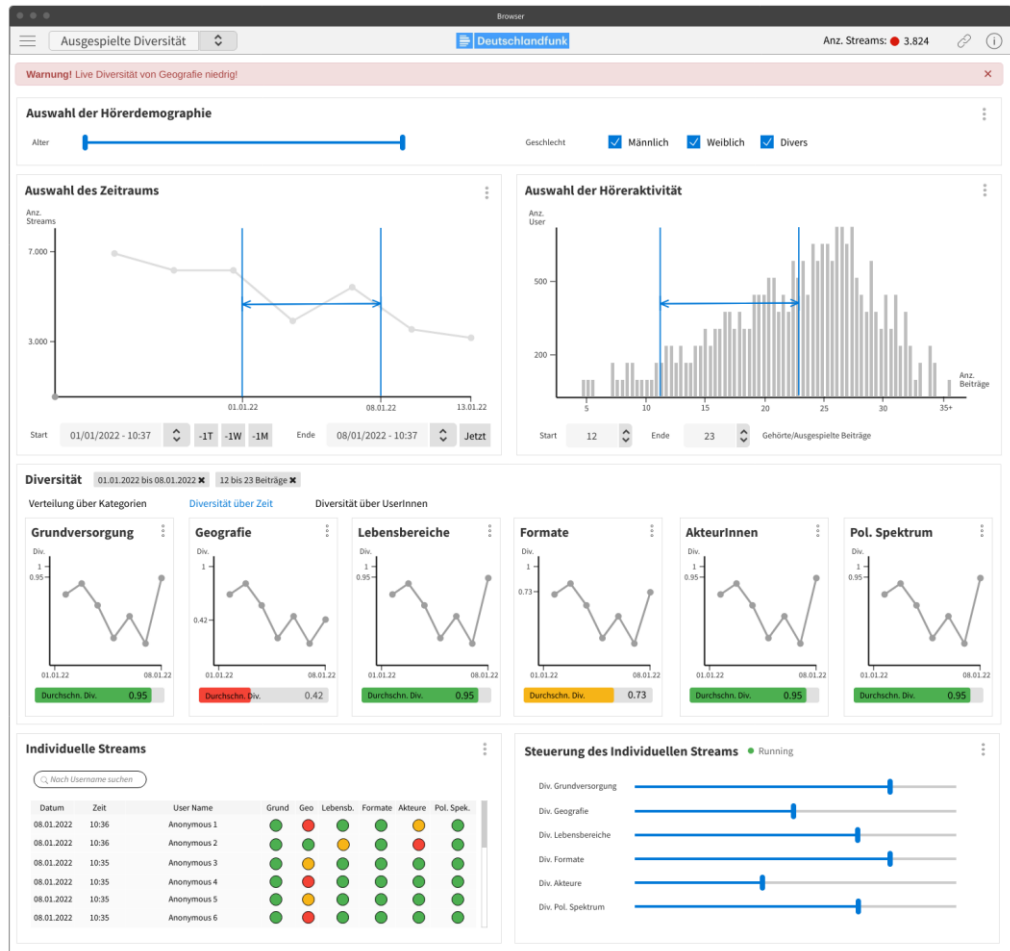 Browser
Ausgespielte Diversität
Deutschlandfunk
Anz. Streams: 3.824
Warnung! Live Diversität von Geografie niedrig!
Auswahl der Hörerdemographie
Alter
Geschlecht
Männlich
Weiblich
Divers
Auswahl des Zeitraums
Anz.
Streams
7.000
3.000
01.01.22
08.01.22
13.01.22
Start
01/01/2022 - 10:37
-1T
-1W
-1M
Ende
08/01/2022 - 10:37
Jetzt
Auswahl der Höreraktivität
Anz.
User
500
200
Anz.
Beiträge
5
10
15
20
25
30
35+
Start
12
Ende
23
Gehörte/Ausgespielte Beiträge
Diversität
01.01.2022 bis 08.01.2022 ✖
12 bis 23 Beiträge ✖
Verteilung über Kategorien
Diversität über Zeit
Diversität über UserInnen
Grundversorgung
Div.
1
0.95
01.01.22
08.01.22
Durchschn. Div. 0.95
Geografie
Div.
1
0.42
01.01.22
08.01.22
Durchschn. Div. 0.42
Lebensbereiche
Div.
1
0.95
01.01.22
08.01.22
Durchschn. Div. 0.95
Formate
Div.
1
0.73
01.01.22
08.01.22
Durchschn. Div. 0.73
AkteurInnen
Div.
1
0.95
01.01.22
08.01.22
Durchschn. Div. 0.95
Pol. Spektrum
Div.
1
0.95
01.01.22
08.01.22
Durchschn. Div. 0.95
Individuelle Streams
Nach Username suchen
Datum Zeit User Name Grund Geo Lebensb. Formate Akteure Pol. Spek.
08.01.2022 10:36 Anonymous 1
08.01.2022 10:36 Anonymous 2
08.01.2022 10:35 Anonymous 3
08.01.2022 10:35 Anonymous 4
08.01.2022 10:35 Anonymous 5
08.01.2022 10:35 Anonymous 6
Steuerung des Individuellen Streams
Running
Div. Grundversorgung
Div. Geografie
Div. Lebensbereiche
Div. Formate
Div. Akteure
Div. Pol. Spektrum